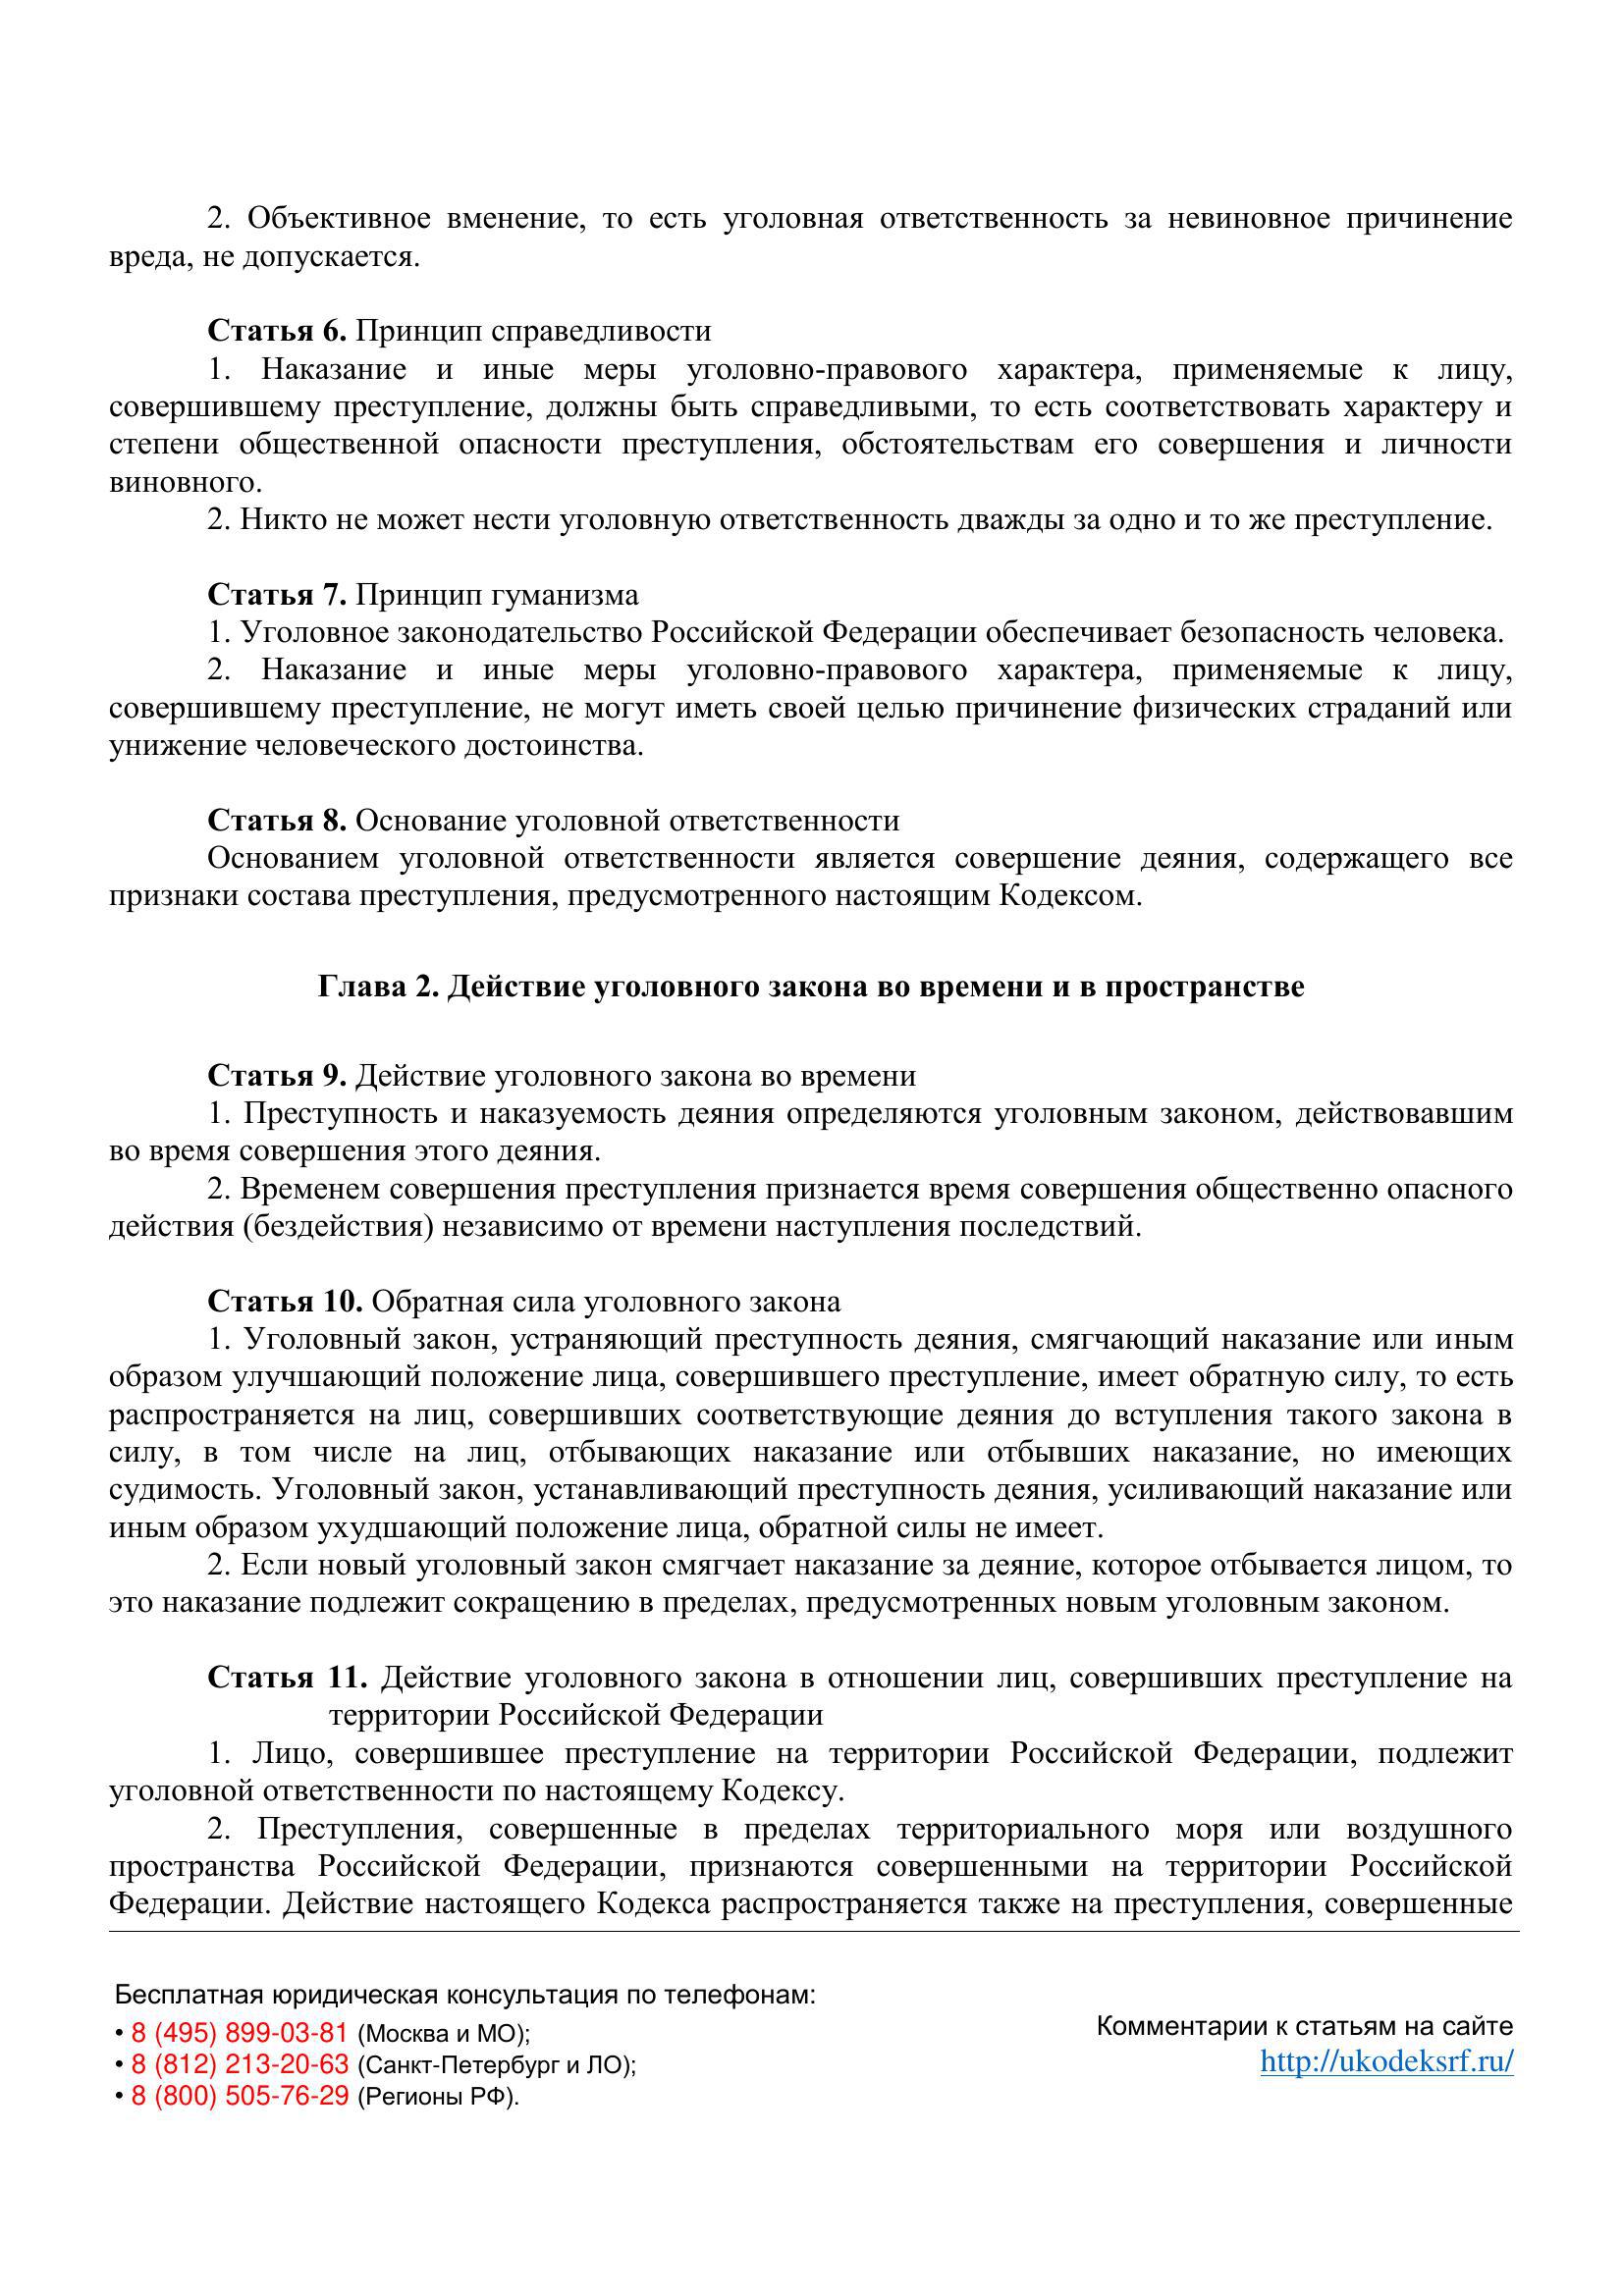 2. Объективное вменение, то есть уголовная ответственность за невиновное причинение
вреда, не допускается.
Статья 6. Принцип справедливости
1. Наказание и иные меры уголовно-правового характера, применяемые к лицу,
совершившему преступление, должны быть справедливыми, то есть соответствовать характеру и
степени общественной опасности преступления, обстоятельствам его совершения и личности
виновного.
2. Никто не может нести уголовную ответственность дважды за одно и то же преступление.
Статья 7. Принцип гуманизма
1. Уголовное законодательство Российской Федерации обеспечивает безопасность человека.
2. Наказание и иные меры уголовно-правового характера, применяемые к лицу,
совершившему преступление, не могут иметь своей целью причинение физических страданий или
унижение человеческого достоинства.
Статья 8. Основание уголовной ответственности
Основанием уголовной ответственности является совершение деяния, содержащего все
признаки состава преступления, предусмотренного настоящим Кодексом.
Глава 2. Действие уголовного закона во времени и в пространстве
Статья 9. Действие уголовного закона во времени
1. Преступность и наказуемость деяния определяются уголовным законом, действовавшим
во время совершения этого деяния.
2. Временем совершения преступления признается время совершения общественно опасного
действия (бездействия) независимо от времени наступления последствий.
Статья 10. Обратная сила уголовного закона
1. Уголовный закон, устраняющий преступность деяния, смягчающий наказание или иным
образом улучшающий положение лица, совершившего преступление, имеет обратную силу, то есть
распространяется на лиц, совершивших соответствующие деяния до вступления такого закона в
силу, в том числе на лиц, отбывающих наказание или отбывших наказание, но имеющих
судимость. Уголовный закон, устанавливающий преступность деяния, усиливающий наказание или
иным образом ухудшающий положение лица, обратной силы не имеет.
2. Если новый уголовный закон смягчает наказание за деяние, которое отбывается лицом, то
это наказание подлежит сокращению в пределах, предусмотренных новым уголовным законом.
Статья 11. Действие уголовного закона в отношении лиц, совершивших преступление на
территории Российской Федерации
1. Лицо, совершившее преступление на территории Российской Федерации, подлежит
уголовной ответственности по настоящему Кодексу.
2. Преступления, совершенные в пределах территориального моря или воздушного
пространства Российской Федерации, признаются совершенными на территории Российской
Федерации. Действие настоящего Кодекса распространяется также на преступления, совершенные
Бесплатная юридическая консультация по телефонам:
• 8 (495) 899-03-81 (Москва и МО);
• 8 (812) 213-20-63 (Санкт-Петербург и ЛО);
• 8 (800) 505-76-29 (Регионы РФ).
Комментарии к статьям на сайте
http://ukodeksrf.ru/